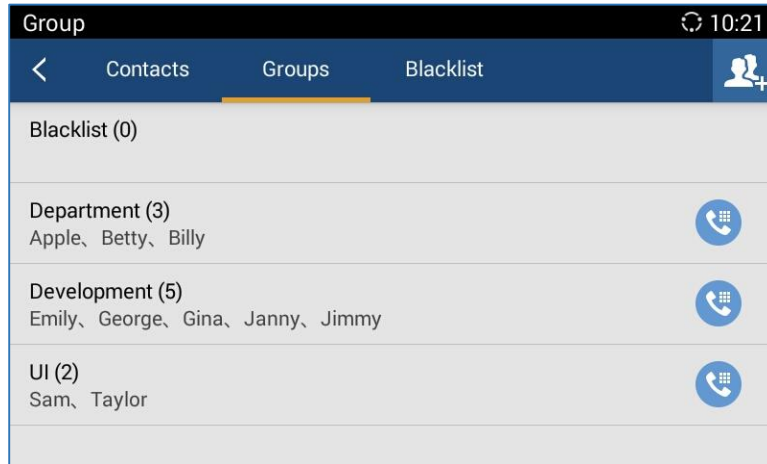 Group 10:21
Contacts Groups Blacklist
Blacklist (0)
Department (3)
Apple、Betty、Billy
Development (5)
Emily、George、Gina、Janny、Jimmy
UI (2)
Sam、Taylor